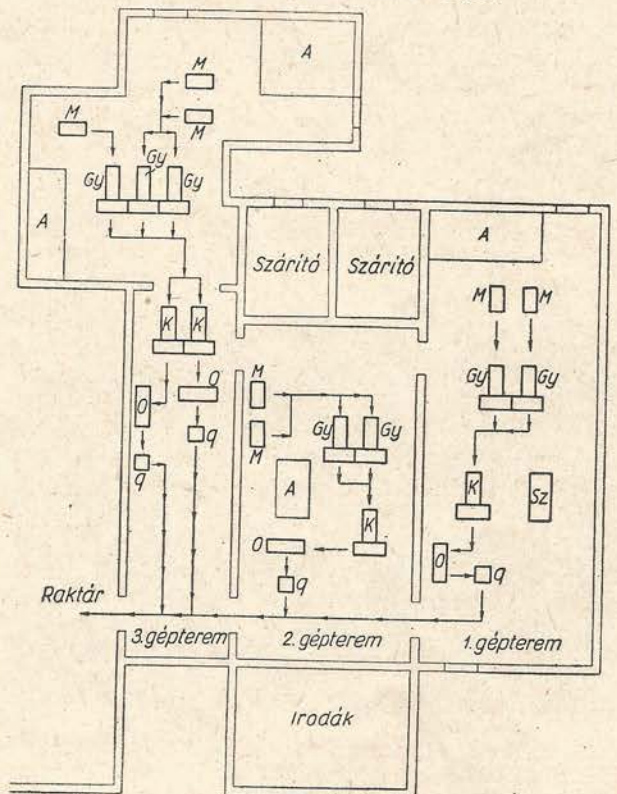 A
M
M
M
Gy
Gy
Gy
A
A
Szárító
Szárító
M
M
K
K
M
O
Gy
Gy
O
M
Gy
Gy
q
q
A
K
Sz
K
O
O
q
q
Raktár
3. gépterem
2. gépterem
1. gépterem
Irodák